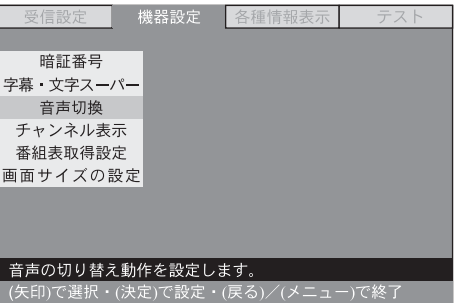 受信設定 機器設定 各種情報表示 テスト
暗証番号
字幕・文字スーパー
音声切換
チャンネル表示
番組表取得設定
画面サイズの設定
音声の切り替え動作を設定します。
(矢印)で選択・(決定)で設定・(戻る)／(メニュー)で終了